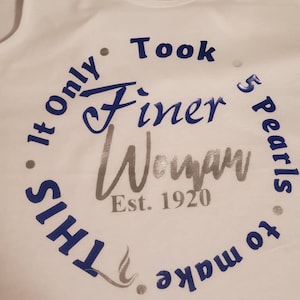 It Only • Took • 5 Pearls • to make • THIS •
Finer
Woman
Est. 1920